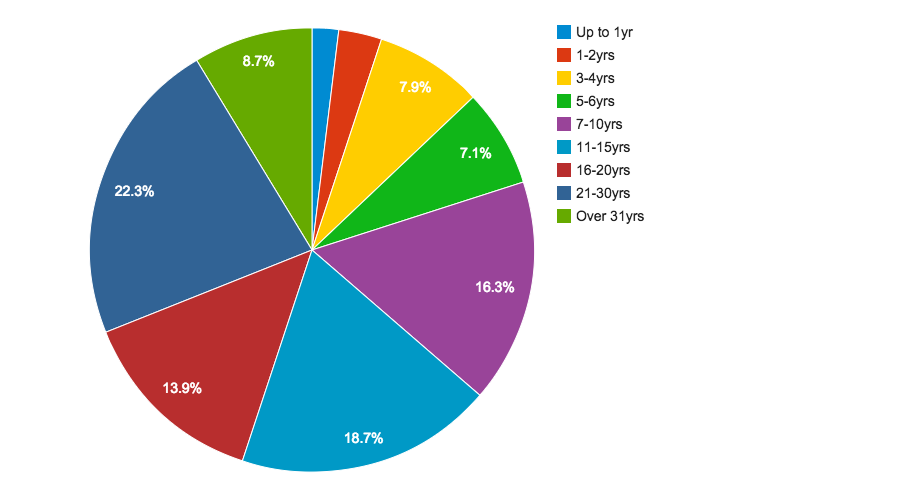 Up to 1yr
1-2yrs
3-4yrs
5-6yrs
7-10yrs
11-15yrs
16-20yrs
21-30yrs
Over 31yrs
8.7%
7.9%
7.1%
22.3%
16.3%
13.9%
18.7%